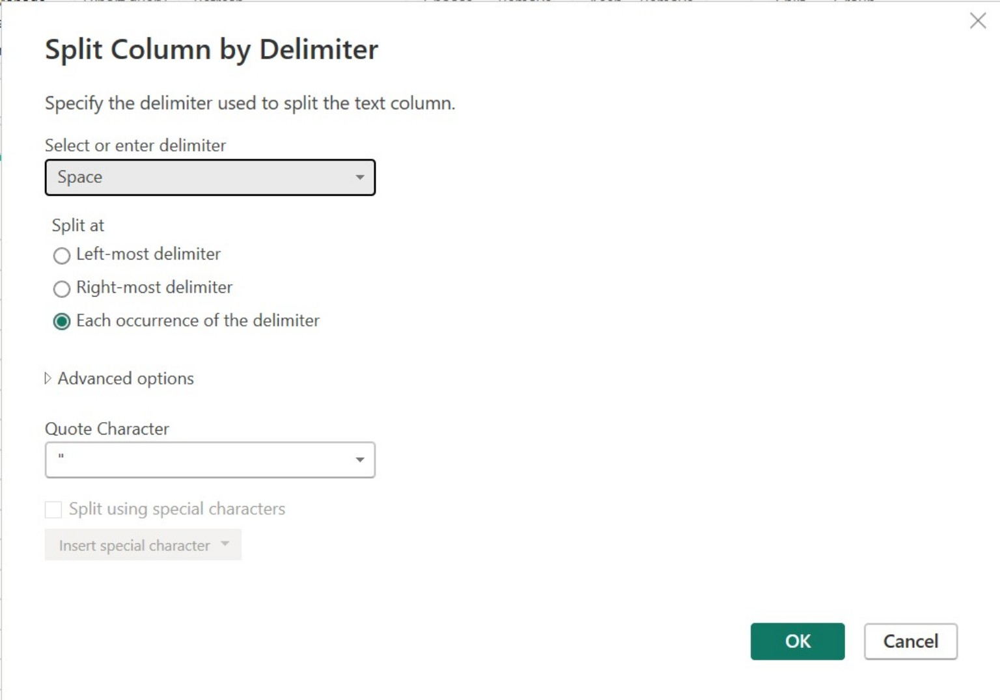 Split Column by Delimiter
Specify the delimiter used to split the text column.
Select or enter delimiter
Space
Split at
Left-most delimiter
Right-most delimiter
Each occurrence of the delimiter
Advanced options
Quote Character
"
Split using special characters
Insert special character
OK
Cancel